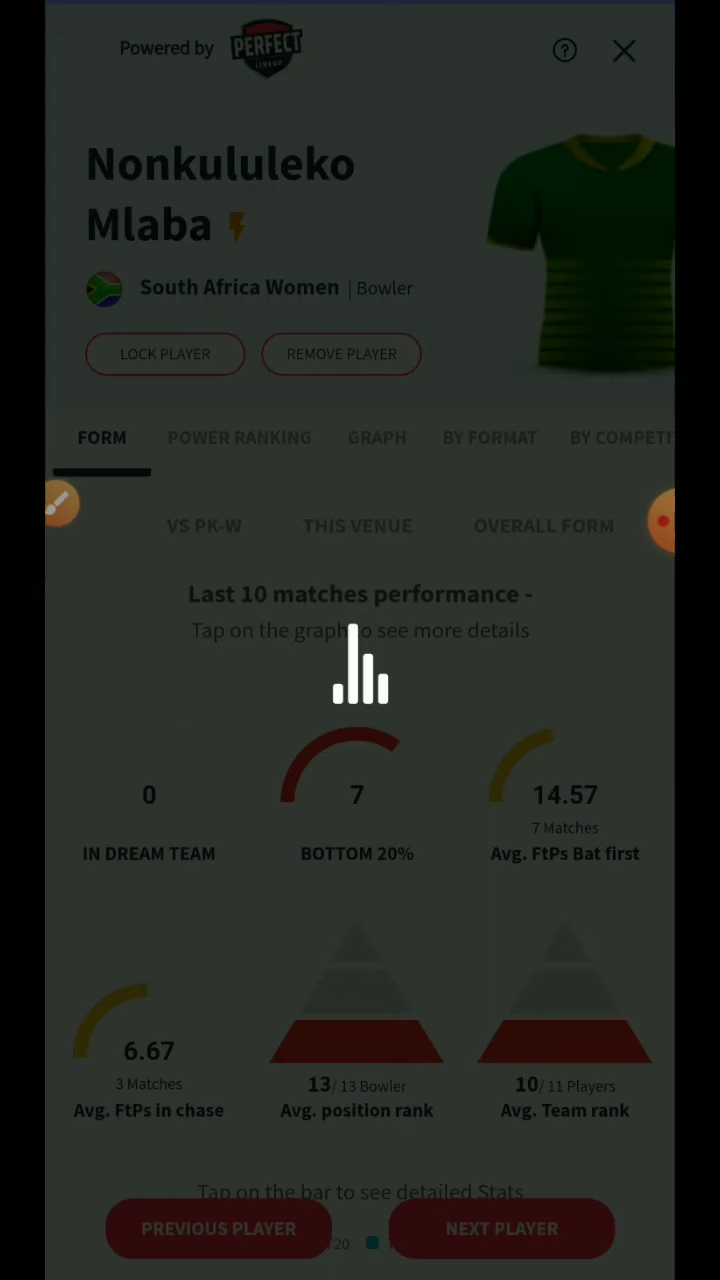 Powered by PERFECT LINEUP
Nonkululeko
Mlaba
South Africa Women | Bowler
LOCK PLAYER REMOVE PLAYER
FORM POWER RANKING GRAPH BY FORMAT BY COMPETI
VS PK-W THIS VENUE OVERALL FORM
Last 10 matches performance -
Tap on the graph to see more details
0 7 14.57
7 Matches
IN DREAM TEAM BOTTOM 20% Avg. FtPs Bat first
6.67
3 Matches 13/ 13 Bowler 10/ 11 Players
Avg. FtPs in chase Avg. position rank Avg. Team rank
Tap on the bar to see detailed Stats
PREVIOUS PLAYER NEXT PLAYER